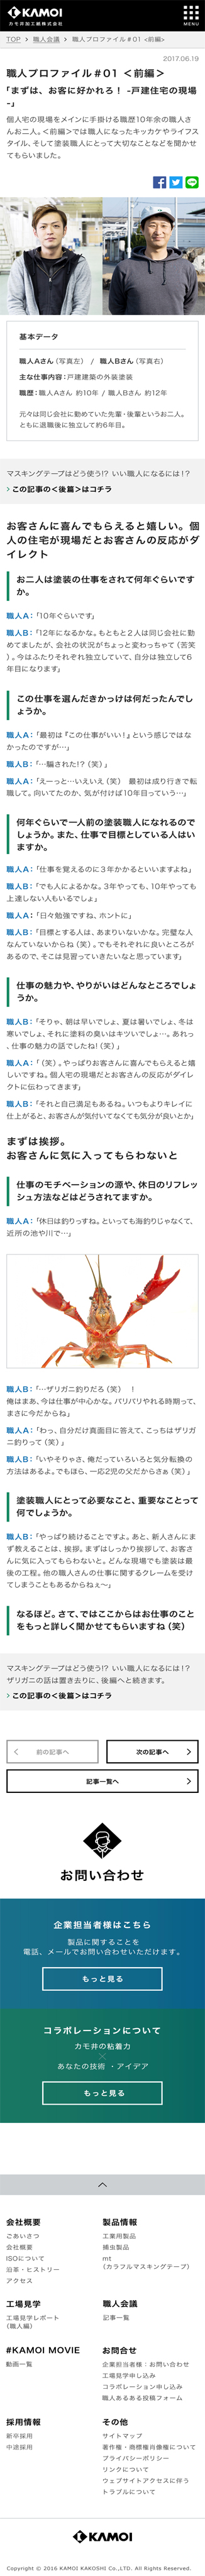 KAMOI
カモ井加工紙株式会社
MENU
TOP > 職人会議 > 職人プロファイル＃01 <前編>
2017.06.19
職人プロファイル＃01 ＜前編＞
「まずは、お客に好かれろ！ -戸建住宅の現場
-」
個人宅の現場をメインに手掛ける職歴10年余の職人さ
んお二人。＜前編＞では職人になったキッカケやライフス
タイル、そして塗装職人にとって大切なことなどを聞かせ
てもらいました。
基本データ
職人Aさん（写真左） / 職人Bさん（写真右）
主な仕事内容：戸建建築の外装塗装
職歴：職人Aさん 約10年 / 職人Bさん 約12年
元々は同じ会社に勤めていた先輩・後輩というお二人。
ともに退職後に独立して約6年目。
マスキングテープはどう使う!? いい職人になるには！？
> この記事の＜後篇＞はコチラ
お客さんに喜んでもらえると嬉しい。個
人の住宅が現場だとお客さんの反応がダ
イレクト
お二人は塗装の仕事をされて何年ぐらいです
か。
職人A：「10年ぐらいです」
職人B：「12年になるかな。もともと２人は同じ会社に勤
めてましたが、会社の状況がちょっと変わっちゃて（苦笑
）。今はふたりそれぞれ独立していて、自分は独立して6
年目になります」
この仕事を選んだきかっけは何だったんでし
ょうか。
職人A：「最初は『この仕事がいい！』という感じではな
かったのですが…」
職人B：「…騙された!?（笑）」
職人A：「えーっと…いえいえ（笑） 最初は成り行きで転
職して。向いてたのか、気が付けば10年目っていう…」
何年ぐらいで一人前の塗装職人になれるので
しょうか。また、仕事で目標としている人はい
ますか。
職人A：「仕事を覚えるのに３年かかるといいますよね」
職人B：「でも人によるかな。3年やっても、10年やっても
上達しない人もいるでしょ」
職人A：「日々勉強ですね、ホントに」
職人B：「目標とする人は、あまりいないかな。完璧な人
なんていないからね（笑）。でもそれぞれに良いところが
あるので、そこは見習っていきたいなと思っています」
仕事の魅力や、やりがいはどんなところでしょ
うか。
職人B：「そりゃ、朝は早いでしょ、夏は暑いでしょ、冬は
寒いでしょ、それに塗料の臭いはキツいでしょ…。あれっ
、仕事の魅力の話でしたね!（笑）」
職人A：「（笑）。やっぱりお客さんに喜んでもらえると嬉
しいですね。個人宅の現場だとお客さんの反応がダイレ
クトに伝わってきます」
職人B：「それと自己満足もあるね。いつもよりキレイに
仕上がると、お客さんが気付いてなくても気分が良いとか」
まずは挨拶。
お客さんに気に入ってもらわないと
仕事のモチベーションの源や、休日のリフレッ
シュ方法などはどうされてますか。
職人A：「休日は釣りっすね。といっても海釣りじゃなくて、
近所の池や川で…」
職人B：「…ザリガニ釣りだろ（笑） ！
俺はまあ、今は仕事が中心かな。バリバリやれる時期って、
まさに今だからね」
職人A：「わっ、自分だけ真面目に答えて、こっちはザリガ
ニ釣りって（笑）」
職人B：「いやそりゃさ、俺だっていろいろと気分転換の
方法はあるよ。でもほら、一応2児の父だからさぁ（笑）」
塗装職人にとって必要なこと、重要なことって
何でしょうか。
職人B：「やっぱり続けることですよ。あと、新人さんにま
ず教えることは、挨拶。まずはしっかり挨拶して、お客さ
んに気に入ってもらわないと。どんな現場でも塗装は最
後の工程。他の職人さんの仕事に関するクレームを受け
てしまうこともあるからねぇ〜」
なるほど。さて、ではここからはお仕事のこと
をもっと詳しく聞かせてもらいますね（笑）
マスキングテープはどう使う!? いい職人になるには！？
ザリガニの話は置き去りに、後編へと続きます。
> この記事の＜後篇＞はコチラ
前の記事へ
次の記事へ
記事一覧へ
お問い合わせ
企業担当者様はこちら
製品に関することを
電話、メールでお問い合わせいただけます。
もっと見る
コラボレーションについて
カモ井の粘着力
×
あなたの技術 ・アイデア
もっと見る
会社概要
ごあいさつ
会社概要
ISOについて
沿革・ヒストリー
アクセス
製品情報
工業用製品
捕虫製品
mt
（カラフルマスキングテープ）
工場見学
工場見学レポート
（職人編）
職人会議
記事一覧
#KAMOI MOVIE
動画一覧
お問合せ
企業担当者様：お問い合わせ
工場見学申し込み
コラボレーション申し込み
職人あるある投稿フォーム
採用情報
新卒採用
中途採用
その他
サイトマップ
著作権・商標権肖像権について
プライバシーポリシー
リンクについて
ウェブサイトアクセスに伴う
トラブルについて
KAMOI
Copyright © 2016 KAMOI KAKOSHI Co.,LTD. All Rights Reserved.